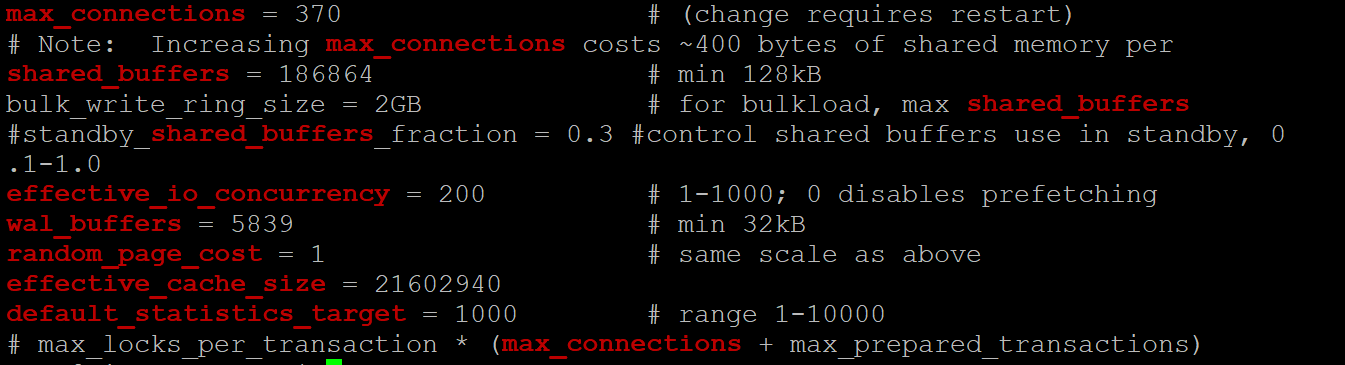 max_connections = 370 # (change requires restart)
# Note:  Increasing max_connections costs ~400 bytes of shared memory per
shared_buffers = 186864 # min 128kB
bulk_write_ring_size = 2GB # for bulkload, max shared_buffers
#standby_shared_buffers_fraction = 0.3 #control shared buffers use in standby, 0
.1-1.0
effective_io_concurrency = 200 # 1-1000; 0 disables prefetching
wal_buffers = 5839 # min 32kB
random_page_cost = 1 # same scale as above
effective_cache_size = 21602940
default_statistics_target = 1000 # range 1-10000
# max_locks_per_transaction * (max_connections + max_prepared_transactions)